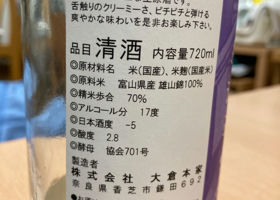 舌触りのクリーミーさ、ピチピチと弾ける
爽やかな味わいを是非お楽しみ下さい。
品目 清酒 内容量720ml
◎原材料名 米(国産)、米麹(国産米)
◎原料米 富山県産 雄山錦100%
◎精米歩合 70%
◎アルコール分 17度
◎日本酒度 −5
◎酸度 2.8
◎酵母 協会701号
製造者
株式会社 大倉本家
奈良県香芝市鎌田692